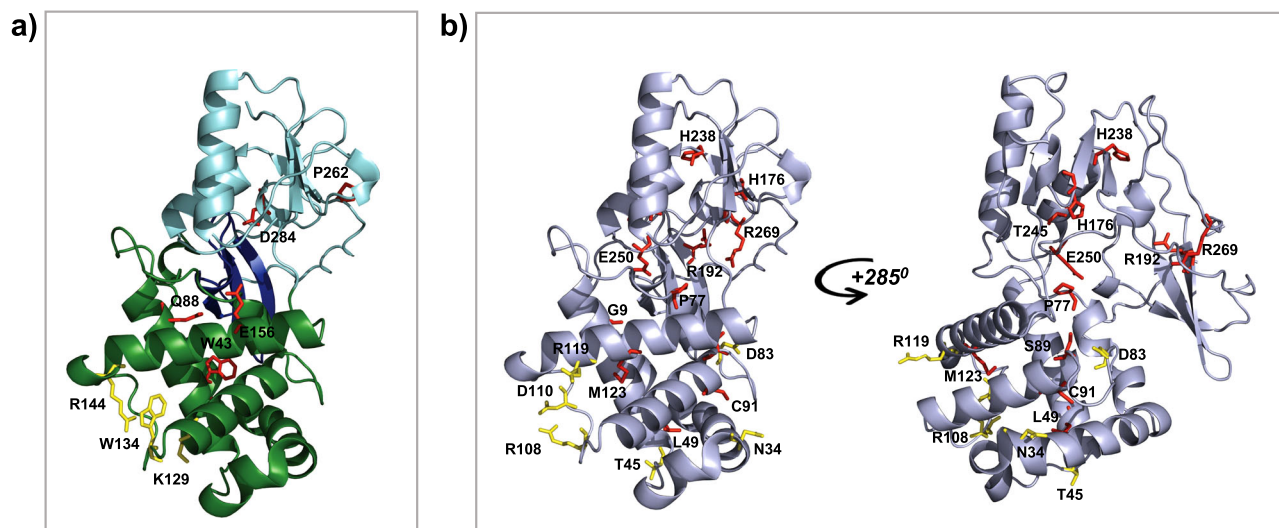 a)
P262
D284
Q88
E156
W43
R144
W134
K129
b)
H238
H176
R269
E250
R192
P77
G9
R119
D83
D110
M123
C91
R108
L49
T45
N34
+285⁰
H238
H176
T245
E250
R192
R269
P77
R119
S89
D83
M123
C91
L49
R108
N34
T45